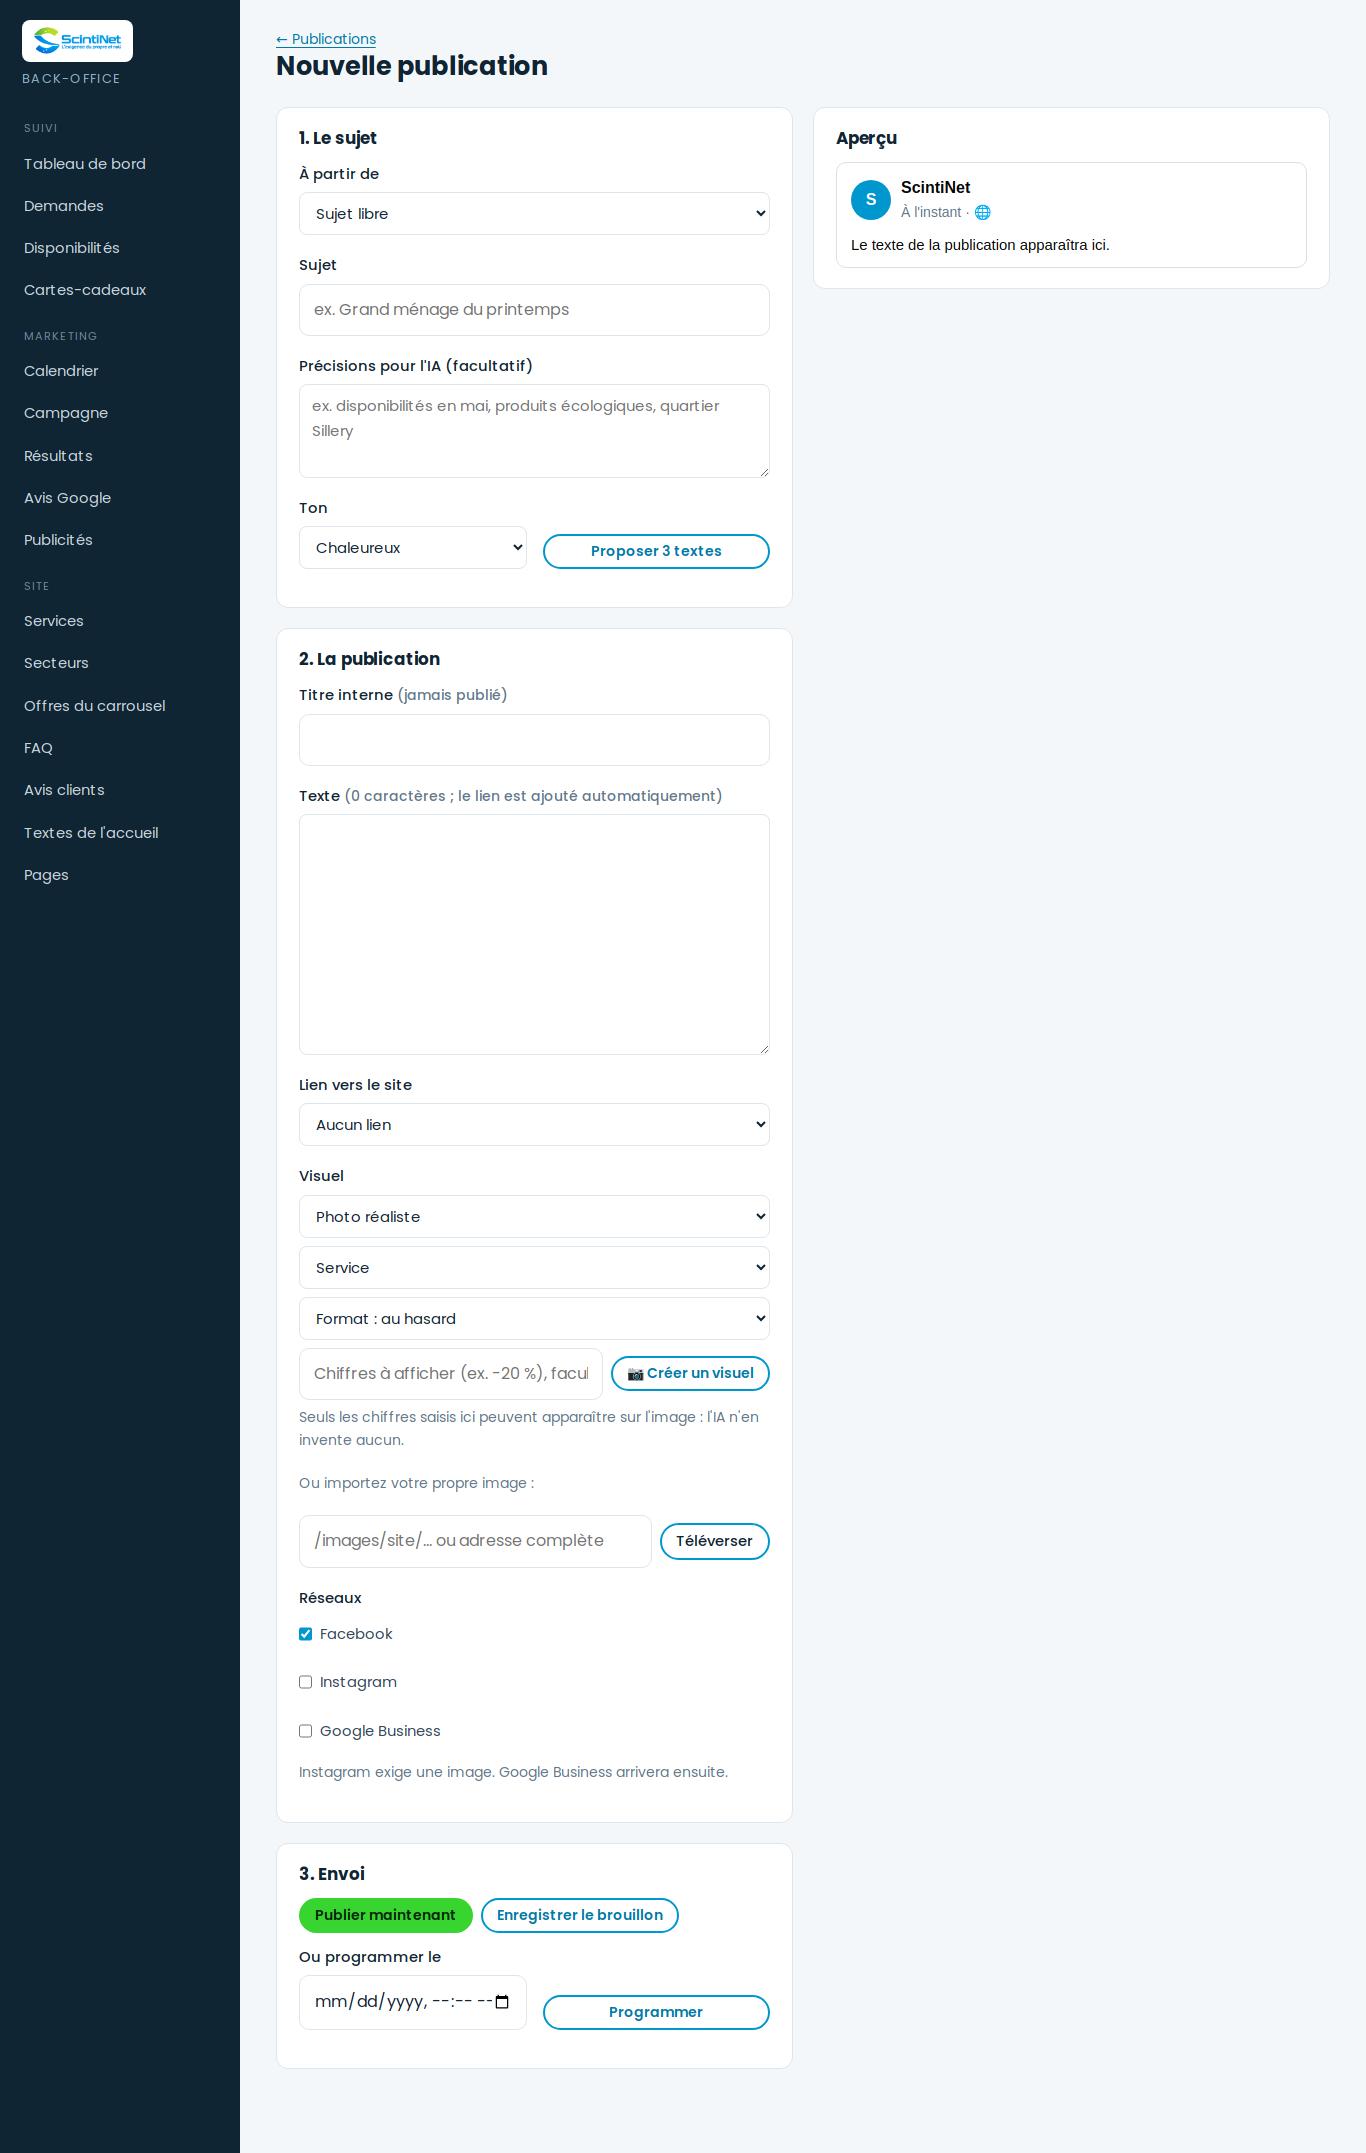 ScintiNet
L'exigence du propre et net
BACK-OFFICE
SUIVI
Tableau de bord
Demandes
Disponibilités
Cartes-cadeaux
MARKETING
Calendrier
Campagne
Résultats
Avis Google
Publicités
SITE
Services
Secteurs
Offres du carrousel
FAQ
Avis clients
Textes de l'accueil
Pages
← Publications
Nouvelle publication
1. Le sujet
À partir de
Sujet libre
Sujet
ex. Grand ménage du printemps
Précisions pour l'IA (facultatif)
ex. disponibilités en mai, produits écologiques, quartier
Sillery
Ton
Chaleureux
Proposer 3 textes
2. La publication
Titre interne (jamais publié)
Texte (0 caractères ; le lien est ajouté automatiquement)
Lien vers le site
Aucun lien
Visuel
Photo réaliste
Service
Format : au hasard
Chiffres à afficher (ex. -20 %), facul
📷 Créer un visuel
Seuls les chiffres saisis ici peuvent apparaître sur l'image : l'IA n'en
invente aucun.
Ou importez votre propre image :
/images/site/... ou adresse complète
Téléverser
Réseaux
Facebook
Instagram
Google Business
Instagram exige une image. Google Business arrivera ensuite.
3. Envoi
Publier maintenant
Enregistrer le brouillon
Ou programmer le
mm/dd/yyyy, --:-- --
Programmer
Aperçu
S
ScintiNet
À l'instant · 🌐
Le texte de la publication apparaîtra ici.